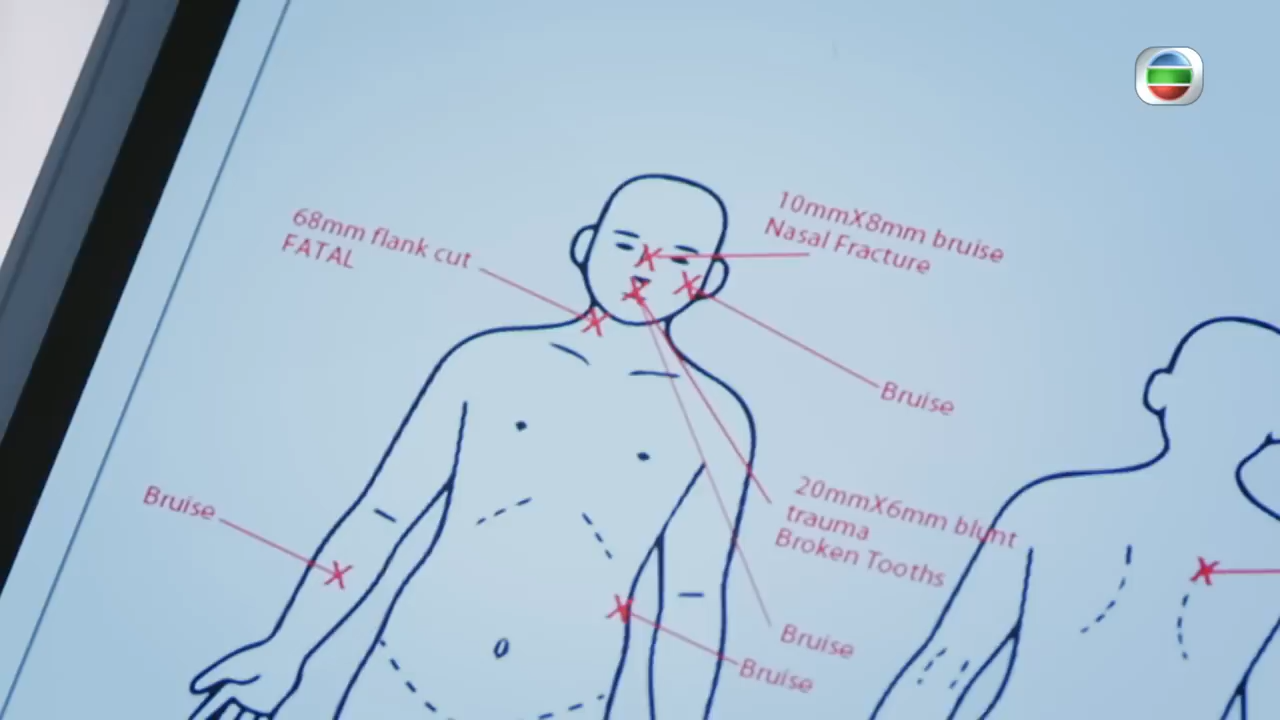 68mm flank cut
FATAL
10mmX8mm bruise
Nasal Fracture
Bruise
Bruise
20mmX6mm blunt
trauma
Broken Tooths
Bruise
Bruise